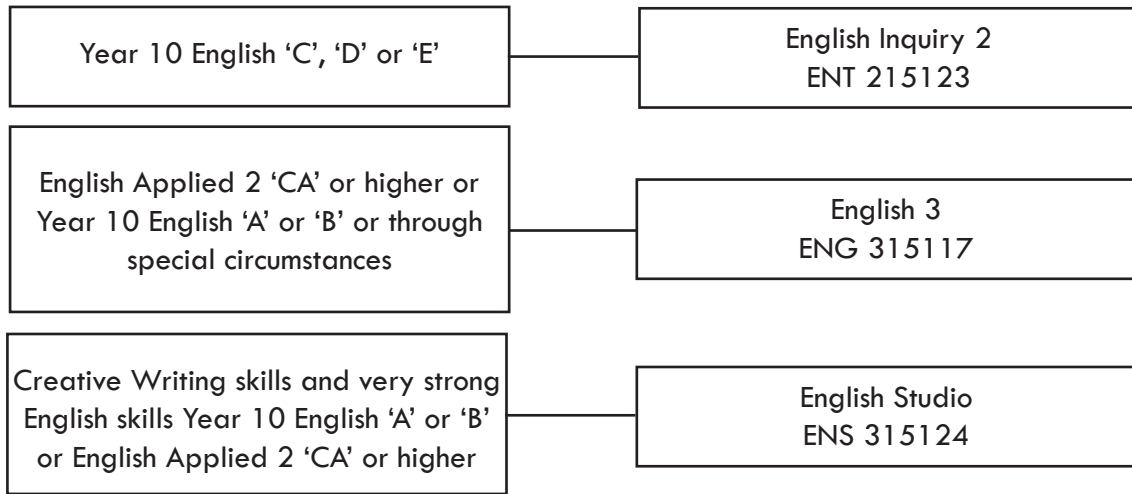 Year 10 English ‘C’, ‘D’ or ‘E’
English Inquiry 2
ENT 215123
English Applied 2 ‘CA’ or higher or
Year 10 English ‘A’ or ‘B’ or through
special circumstances
English 3
ENG 315117
Creative Writing skills and very strong
English skills Year 10 English ‘A’ or ‘B’
or English Applied 2 ‘CA’ or higher
English Studio
ENS 315124